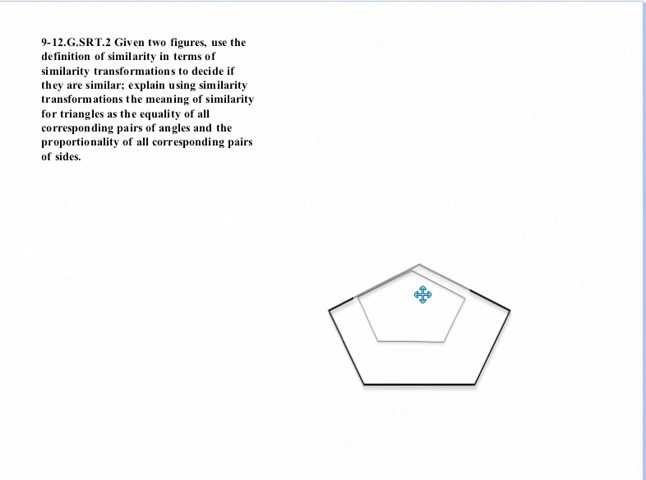 9-12.G.SRT.2 Given two figures, use the
definition of similarity in terms of
similarity transformations to decide if
they are similar; explain using similarity
transformations the meaning of similarity
for triangles as the equality of all
corresponding pairs of angles and the
proportionality of all corresponding pairs
of sides.